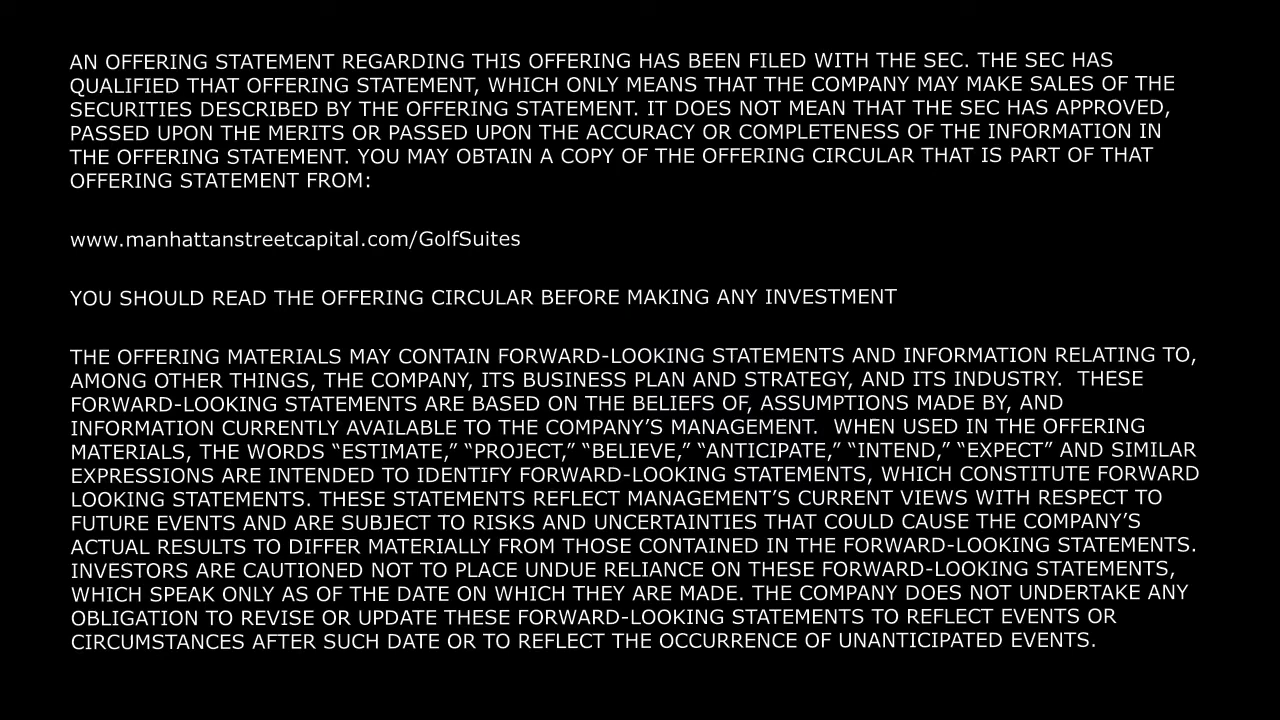 AN OFFERING STATEMENT REGARDING THIS OFFERING HAS BEEN FILED WITH THE SEC. THE SEC HAS
QUALIFIED THAT OFFERING STATEMENT, WHICH ONLY MEANS THAT THE COMPANY MAY MAKE SALES OF THE
SECURITIES DESCRIBED BY THE OFFERING STATEMENT. IT DOES NOT MEAN THAT THE SEC HAS APPROVED,
PASSED UPON THE MERITS OR PASSED UPON THE ACCURACY OR COMPLETENESS OF THE INFORMATION IN
THE OFFERING STATEMENT. YOU MAY OBTAIN A COPY OF THE OFFERING CIRCULAR THAT IS PART OF THAT
OFFERING STATEMENT FROM:
www.manhattanstreetcapital.com/GolfSuites
YOU SHOULD READ THE OFFERING CIRCULAR BEFORE MAKING ANY INVESTMENT
THE OFFERING MATERIALS MAY CONTAIN FORWARD-LOOKING STATEMENTS AND INFORMATION RELATING TO,
AMONG OTHER THINGS, THE COMPANY, ITS BUSINESS PLAN AND STRATEGY, AND ITS INDUSTRY.  THESE
FORWARD-LOOKING STATEMENTS ARE BASED ON THE BELIEFS OF, ASSUMPTIONS MADE BY, AND
INFORMATION CURRENTLY AVAILABLE TO THE COMPANY’S MANAGEMENT.  WHEN USED IN THE OFFERING
MATERIALS, THE WORDS “ESTIMATE,” “PROJECT,” “BELIEVE,” “ANTICIPATE,” “INTEND,” “EXPECT” AND SIMILAR
EXPRESSIONS ARE INTENDED TO IDENTIFY FORWARD-LOOKING STATEMENTS, WHICH CONSTITUTE FORWARD
LOOKING STATEMENTS. THESE STATEMENTS REFLECT MANAGEMENT’S CURRENT VIEWS WITH RESPECT TO
FUTURE EVENTS AND ARE SUBJECT TO RISKS AND UNCERTAINTIES THAT COULD CAUSE THE COMPANY’S
ACTUAL RESULTS TO DIFFER MATERIALLY FROM THOSE CONTAINED IN THE FORWARD-LOOKING STATEMENTS.
INVESTORS ARE CAUTIONED NOT TO PLACE UNDUE RELIANCE ON THESE FORWARD-LOOKING STATEMENTS,
WHICH SPEAK ONLY AS OF THE DATE ON WHICH THEY ARE MADE. THE COMPANY DOES NOT UNDERTAKE ANY
OBLIGATION TO REVISE OR UPDATE THESE FORWARD-LOOKING STATEMENTS TO REFLECT EVENTS OR
CIRCUMSTANCES AFTER SUCH DATE OR TO REFLECT THE OCCURRENCE OF UNANTICIPATED EVENTS.